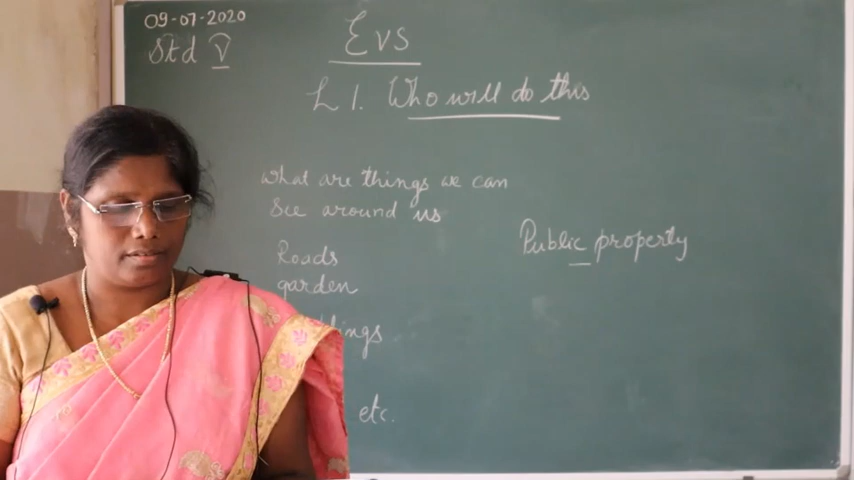 09-07-2020
Std V
Evs
L 1. Who will do this
What are things we can
See around us
Roads
garden
Public property
etc.